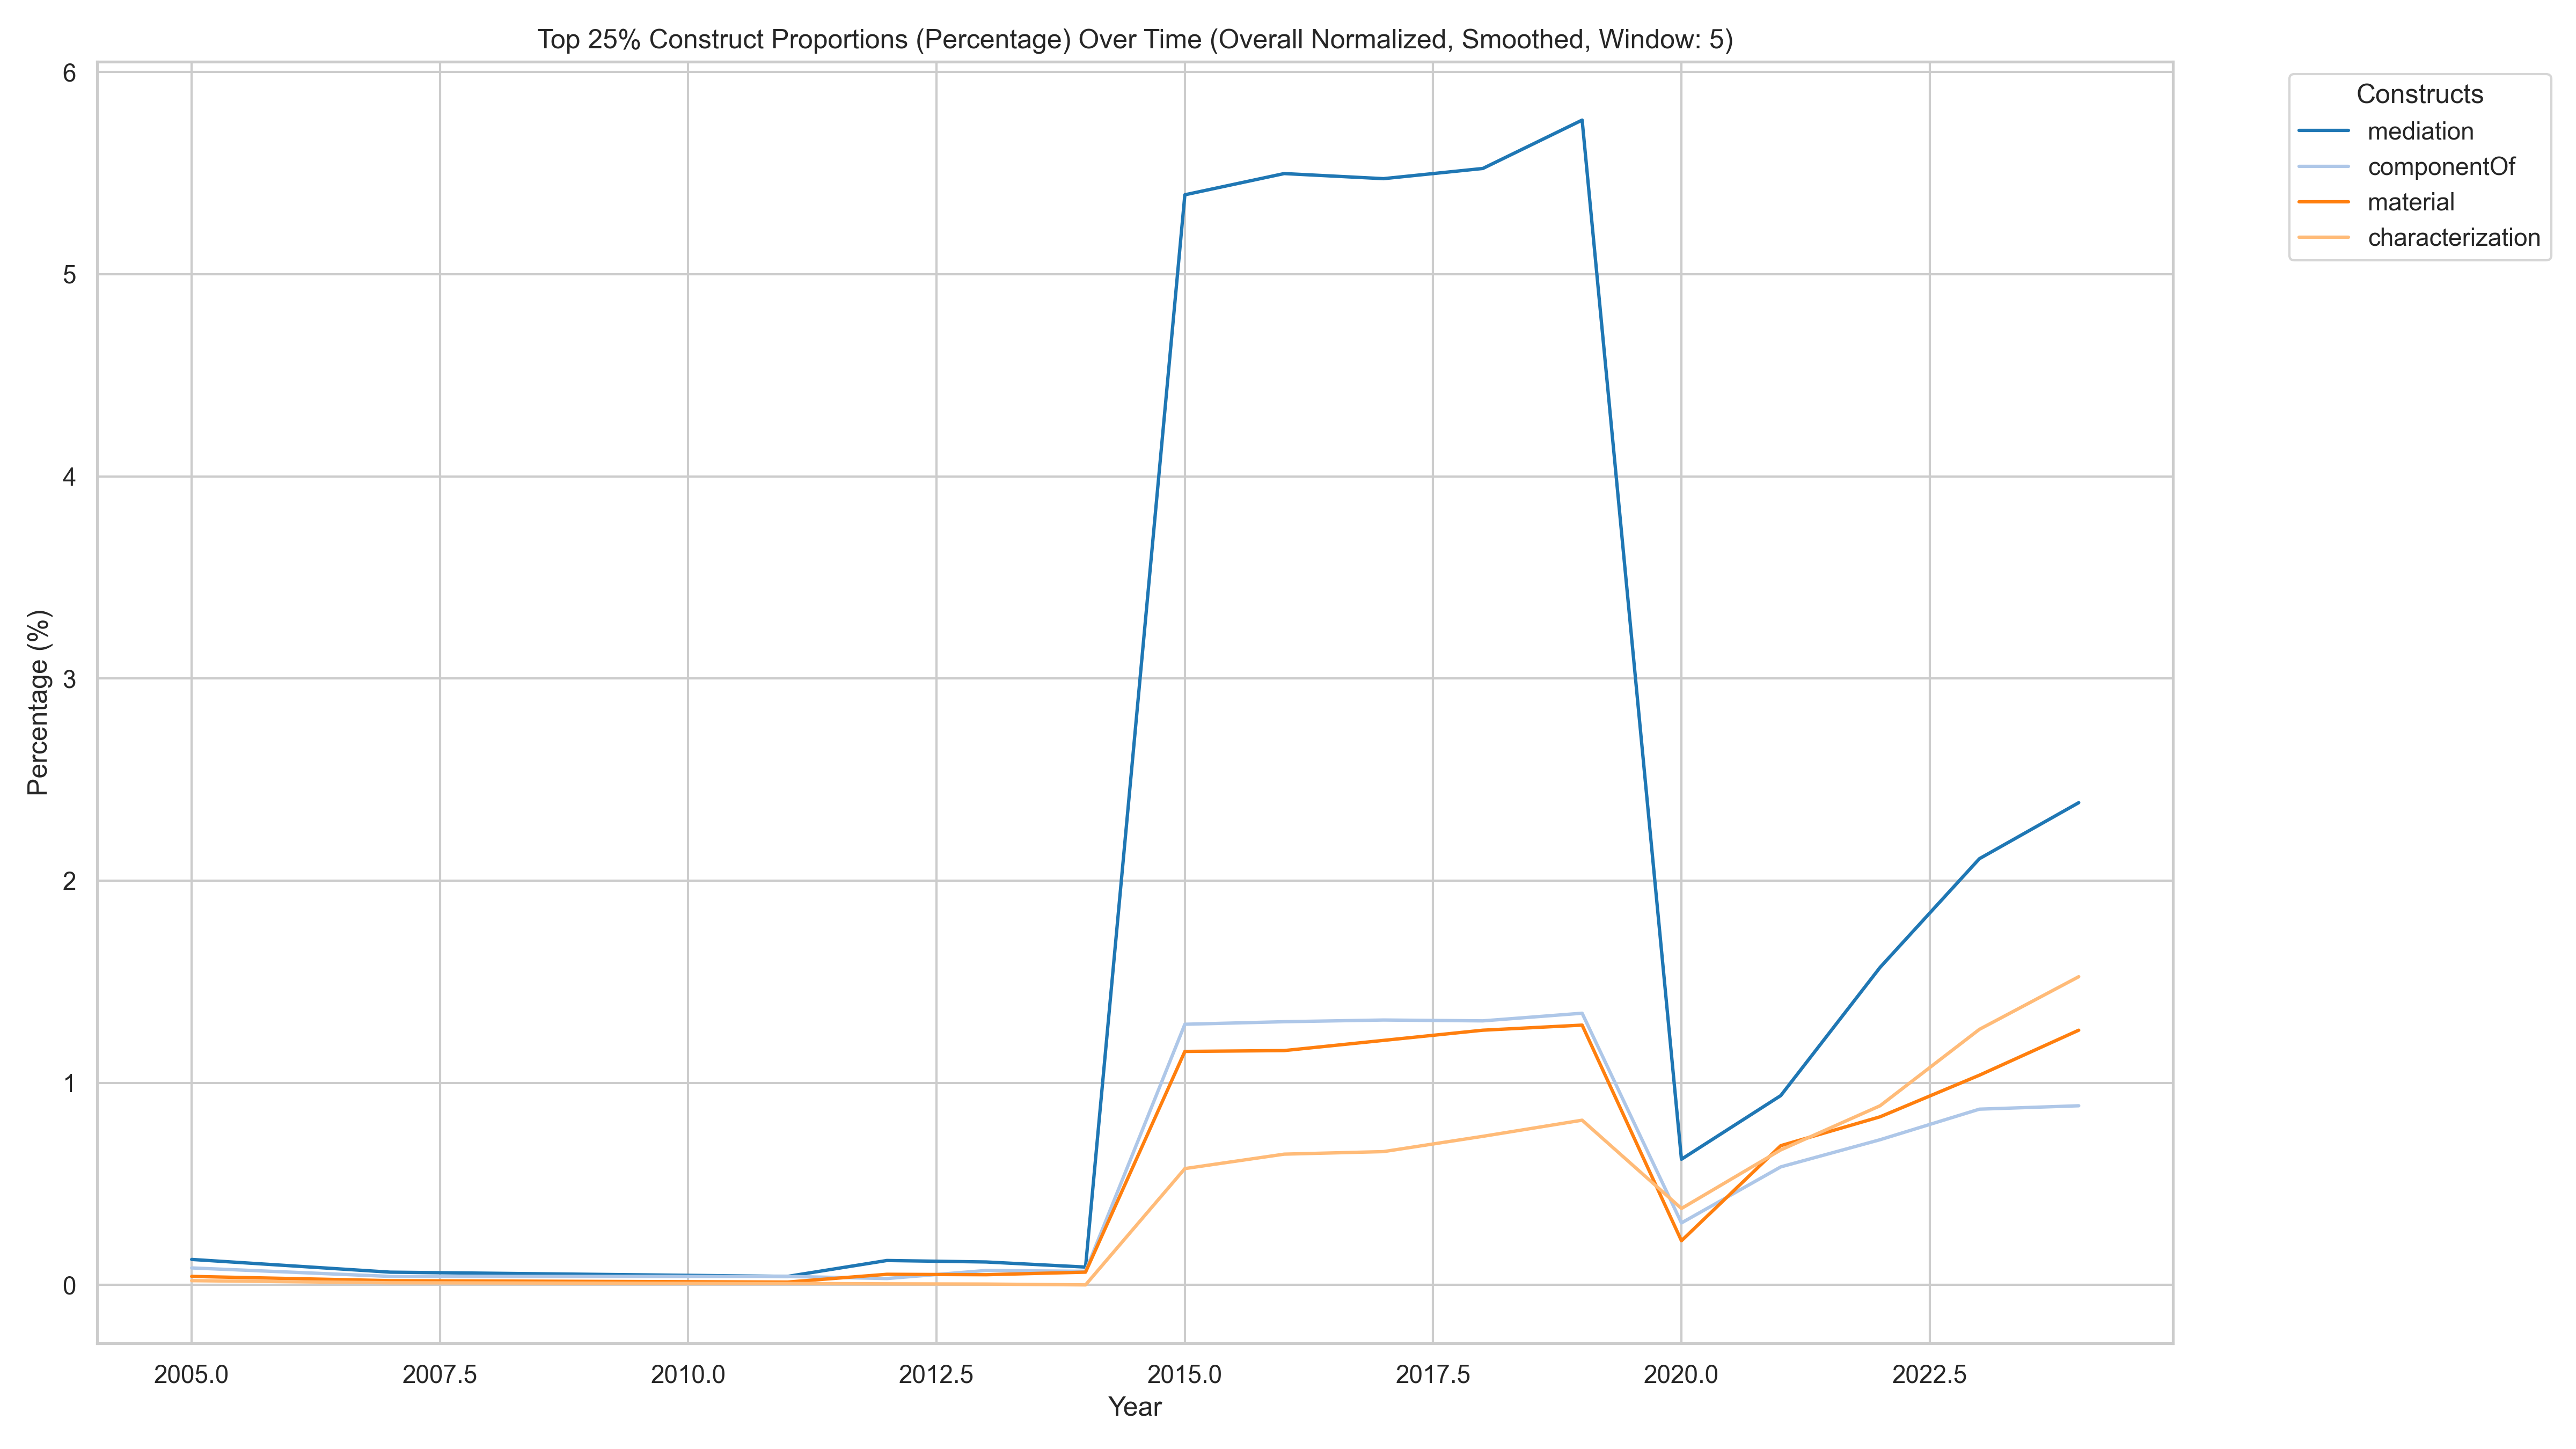 Top 25% Construct Proportions (Percentage) Over Time (Overall Normalized, Smoothed, Window: 5)
6
5
4
3
2
1
0
Percentage (%)
2005.0 2007.5 2010.0 2012.5 2015.0 2017.5 2020.0 2022.5
Year
Constructs
mediation
componentOf
material
characterization